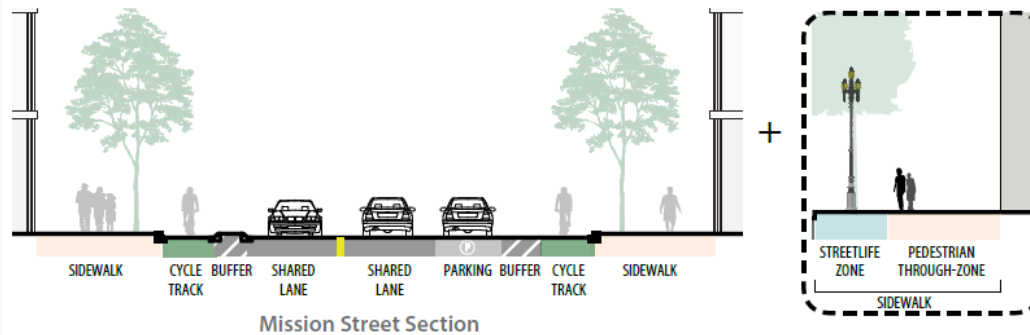 SIDEWALK
CYCLE
TRACK
BUFFER
SHARED
LANE
SHARED
LANE
P
PARKING
BUFFER
CYCLE
TRACK
SIDEWALK
Mission Street Section
+
STREETLIFE
ZONE
PEDESTRIAN
THROUGH-ZONE
SIDEWALK